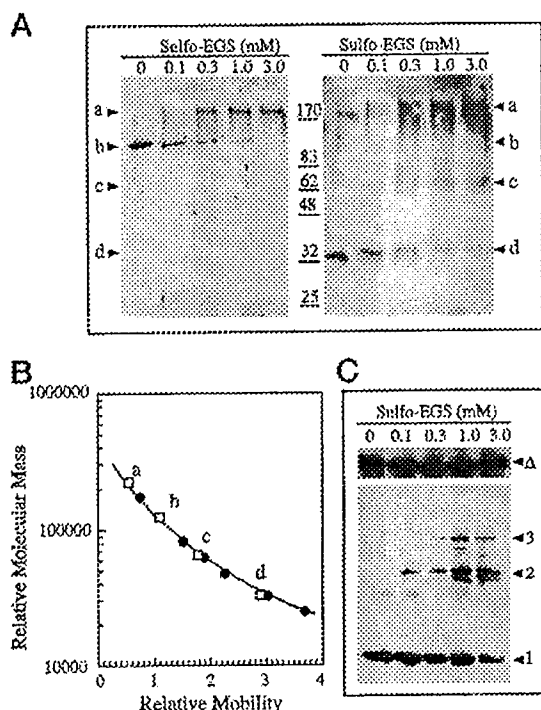 A
Sulfo-EGS (mM) Sulfo-EGS (mM)
0 0.1 0.3 1.0 3.0 0 0.1 0.3 1.0 3.0
a 170 a
b b
83
c 62 c
48
d 32 d
25
B
1000000
100000
10000
Relative Molecular Mass
a
b
c
d
0 1 2 3 4
Relative Mobility
C
Sulfo-EGS (mM)
0 0.1 0.3 1.0 3.0
Δ
3
2
1